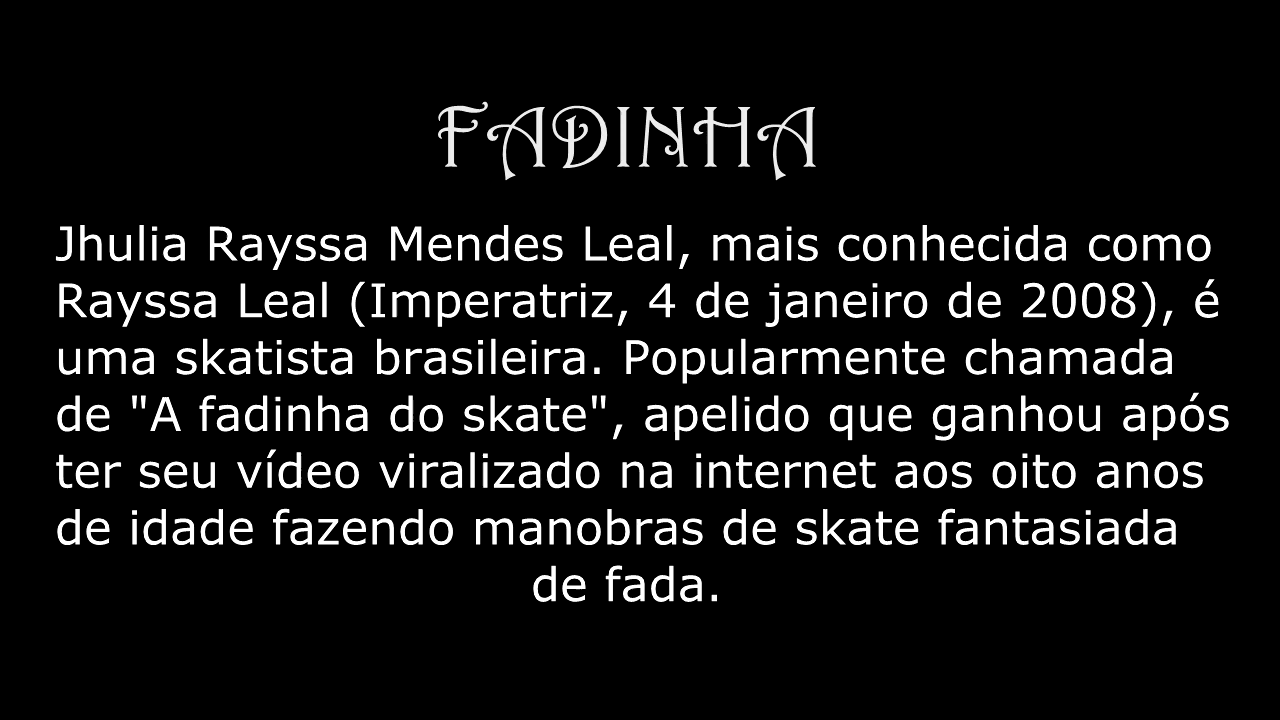 FADINHA
Jhulia Rayssa Mendes Leal, mais conhecida como
Rayssa Leal (Imperatriz, 4 de janeiro de 2008), é
uma skatista brasileira. Popularmente chamada
de "A fadinha do skate", apelido que ganhou após
ter seu vídeo viralizado na internet aos oito anos
de idade fazendo manobras de skate fantasiada
de fada.